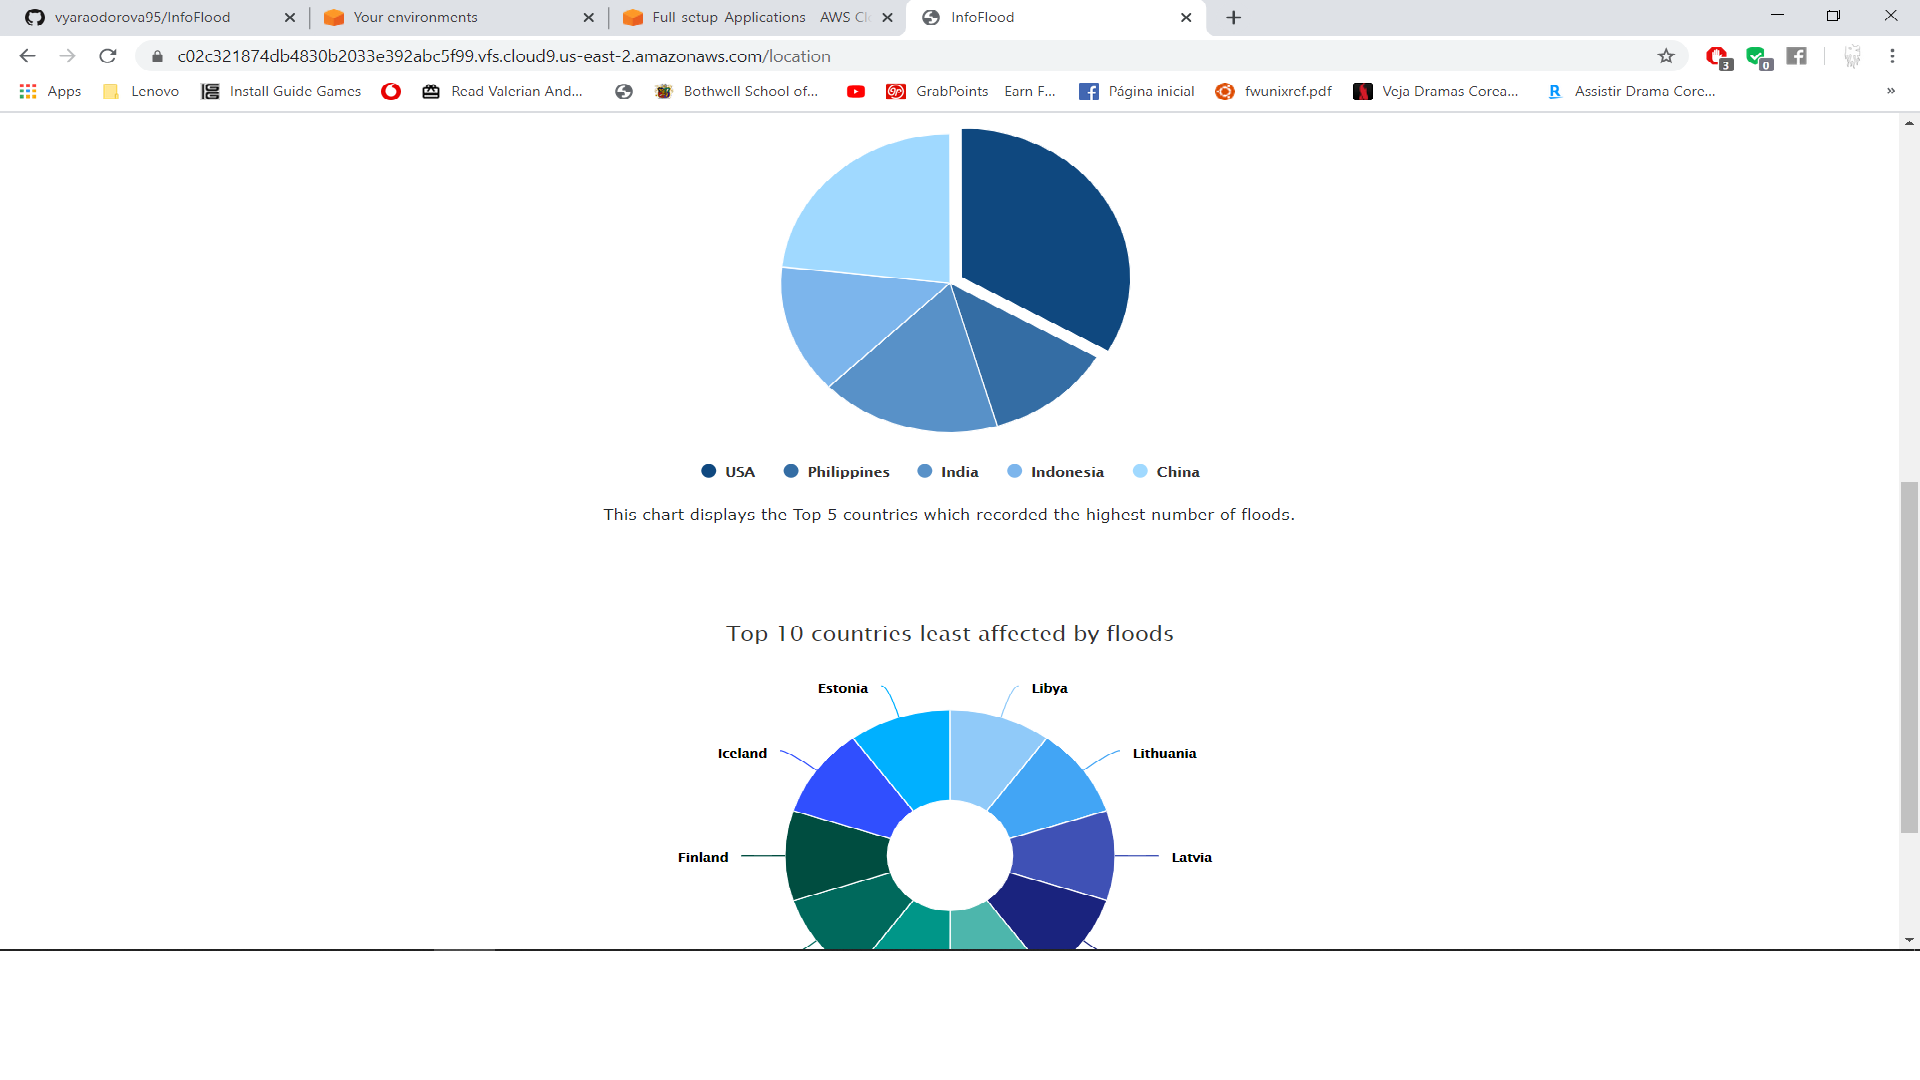 vyaraodorova95/InfoFlood
Your environments
Full setup Applications AWS Cl
InfoFlood
c02c321874db4830b2033e392abc5f99.vfs.cloud9.us-east-2.amazonaws.com/location
3
0
Apps
Lenovo
Install Guide Games
Read Valerian And...
Bothwell School of...
GrabPoints Earn F...
Página inicial
fwunixref.pdf
Veja Dramas Corea...
Assistir Drama Core...
»
USA
Philippines
India
Indonesia
China
This chart displays the Top 5 countries which recorded the highest number of floods.
Top 10 countries least affected by floods
Estonia
Libya
Iceland
Lithuania
Finland
Latvia